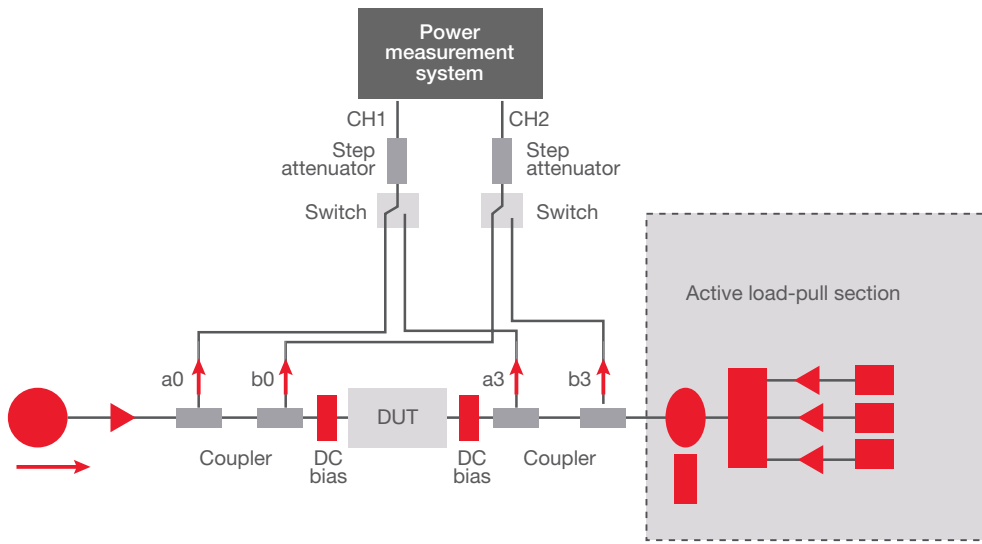 Power
measurement
system
CH1
CH2
Step
attenuator
Step
attenuator
Switch
Switch
Active load-pull section
a0
b0
a3
b3
DUT
Coupler
DC
bias
DC
bias
Coupler